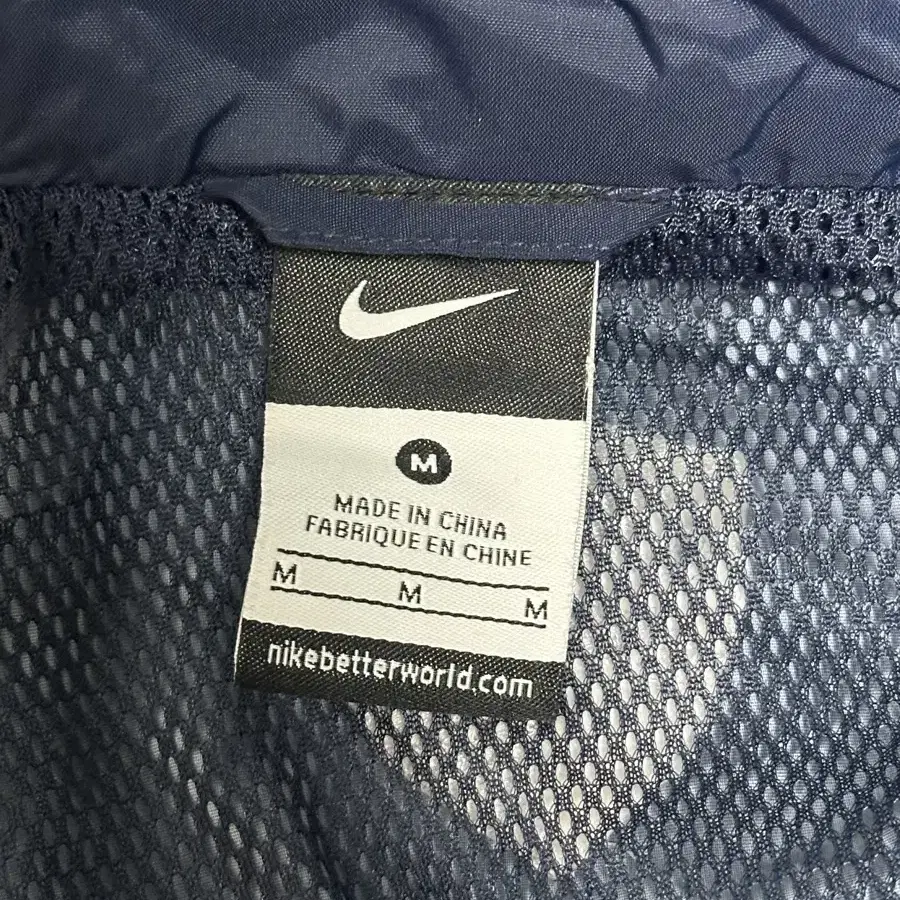 M
MADE IN CHINA
FABRIQUE EN CHINE
M M M
nikebetterworld.com